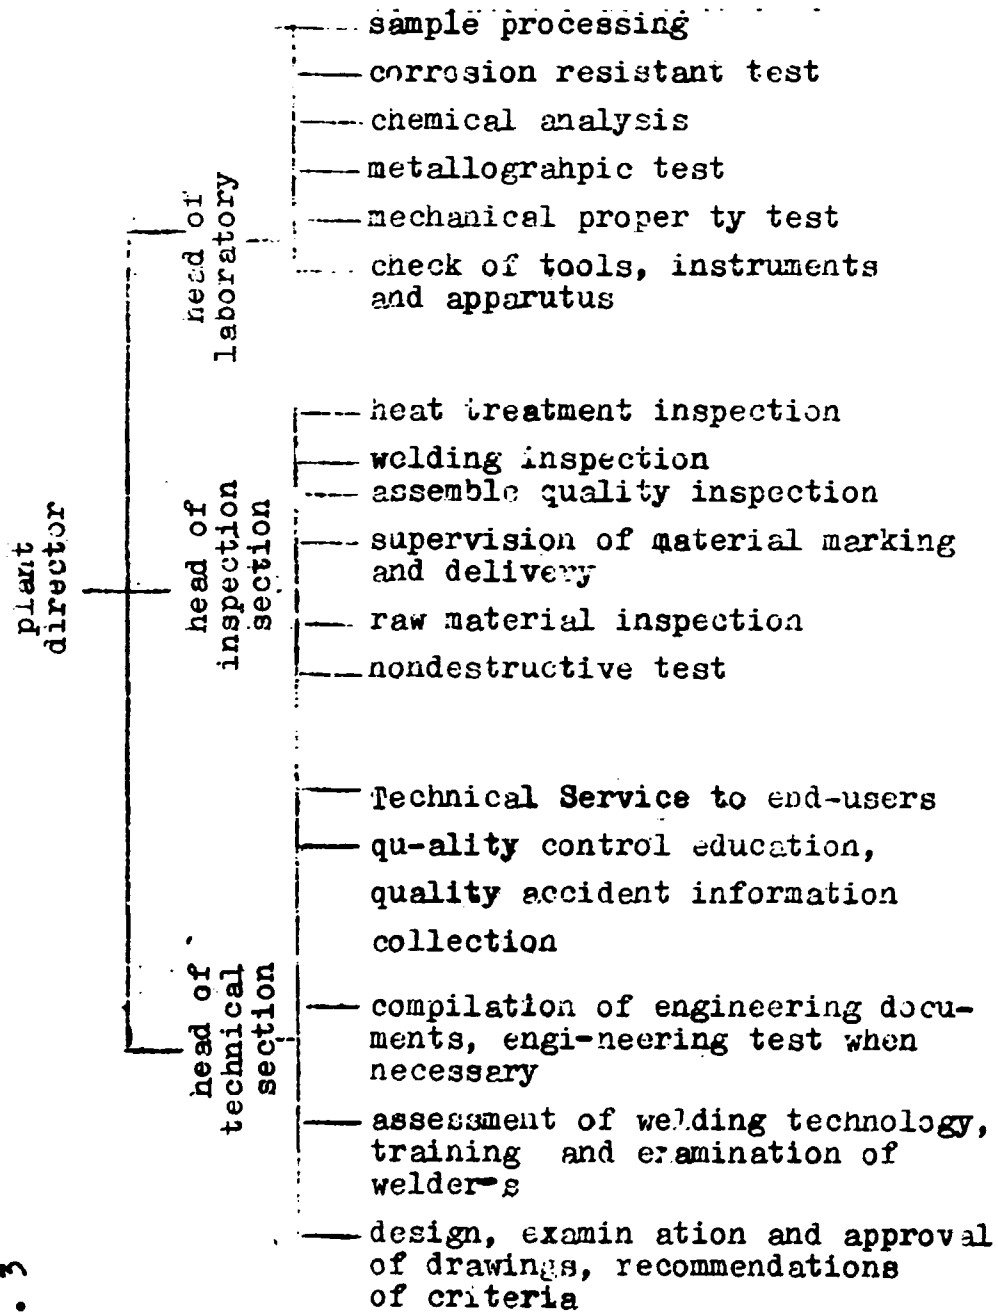 sample processing
corrosion resistant test
chemical analysis
metallograhpic test
mechanical proper ty test
check of tools, instruments
and apparutus
head of
laboratory
heat treatment inspection
welding inspection
assemble quality inspection
supervision of material marking
and delivery
raw material inspection
nondestructive test
head of
inspection
section
plant
director
Technical Service to end-users
qu-ality control education,
quality accident information
collection
compilation of engineering docu-
ments, engi-neering test when
necessary
assessment of welding technology,
training and examination of
welder-s
design, examin ation and approval
of drawings, recommendations
of criteria
head of
technical
section
. 3